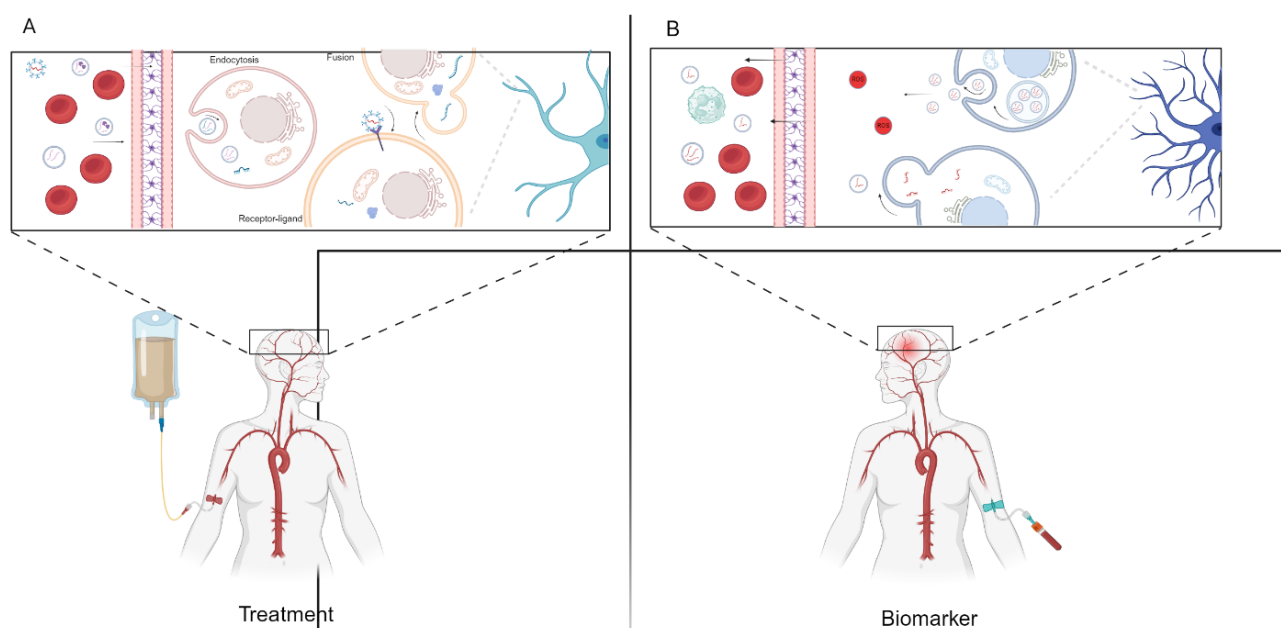 A
Endocytosis
Fusion
Receptor-ligand
Treatment
B
ROS
ROS
Biomarker